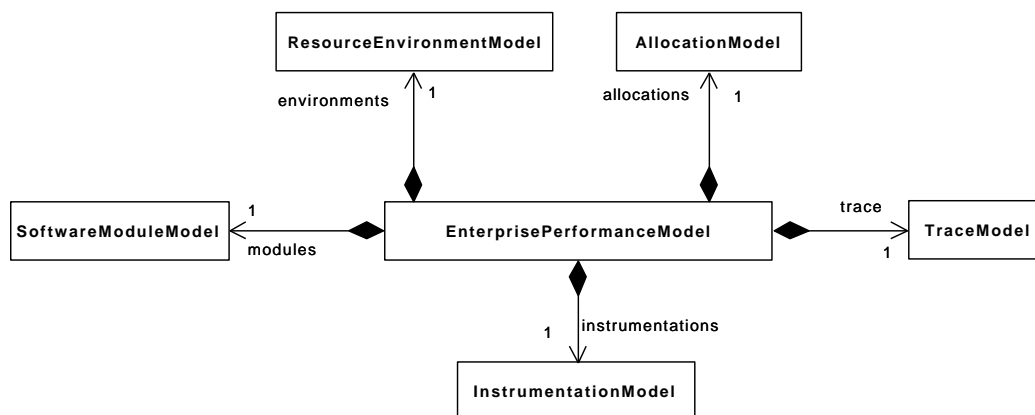 ResourceEnvironmentModel
AllocationModel
environments
1
allocations
1
1
trace
SoftwareModuleModel
EnterprisePerformanceModel
TraceModel
modules
1
1
instrumentations
InstrumentationModel